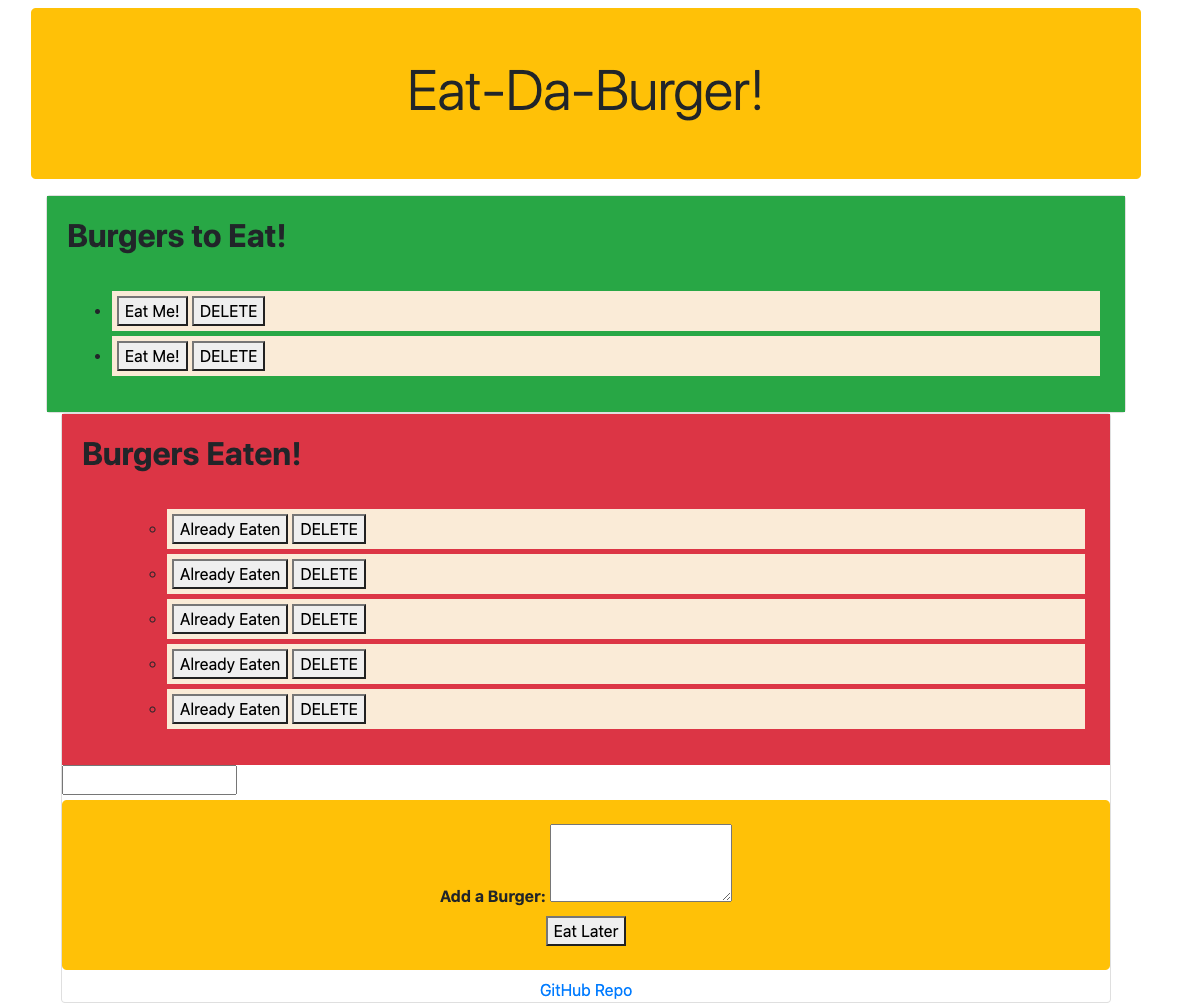 Eat-Da-Burger!
Burgers to Eat!
Eat Me! DELETE
Eat Me! DELETE
Burgers Eaten!
Already Eaten DELETE
Already Eaten DELETE
Already Eaten DELETE
Already Eaten DELETE
Already Eaten DELETE
Add a Burger:
Eat Later
GitHub Repo